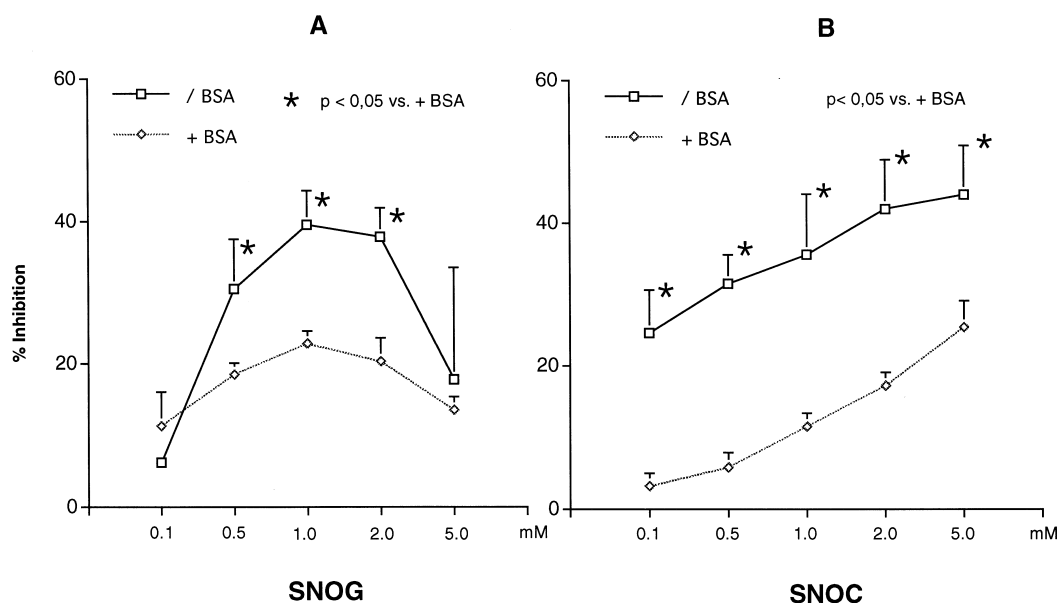 A
60
/ BSA
* p < 0,05 vs. + BSA
+ BSA
40
20
0
% Inhibition
0.1 0.5 1.0 2.0 5.0 mM
* * *
SNOG
B
60
/ BSA
p< 0,05 vs. + BSA
+ BSA
40
20
0
* * * * *
0.1 0.5 1.0 2.0 5.0 mM
SNOC